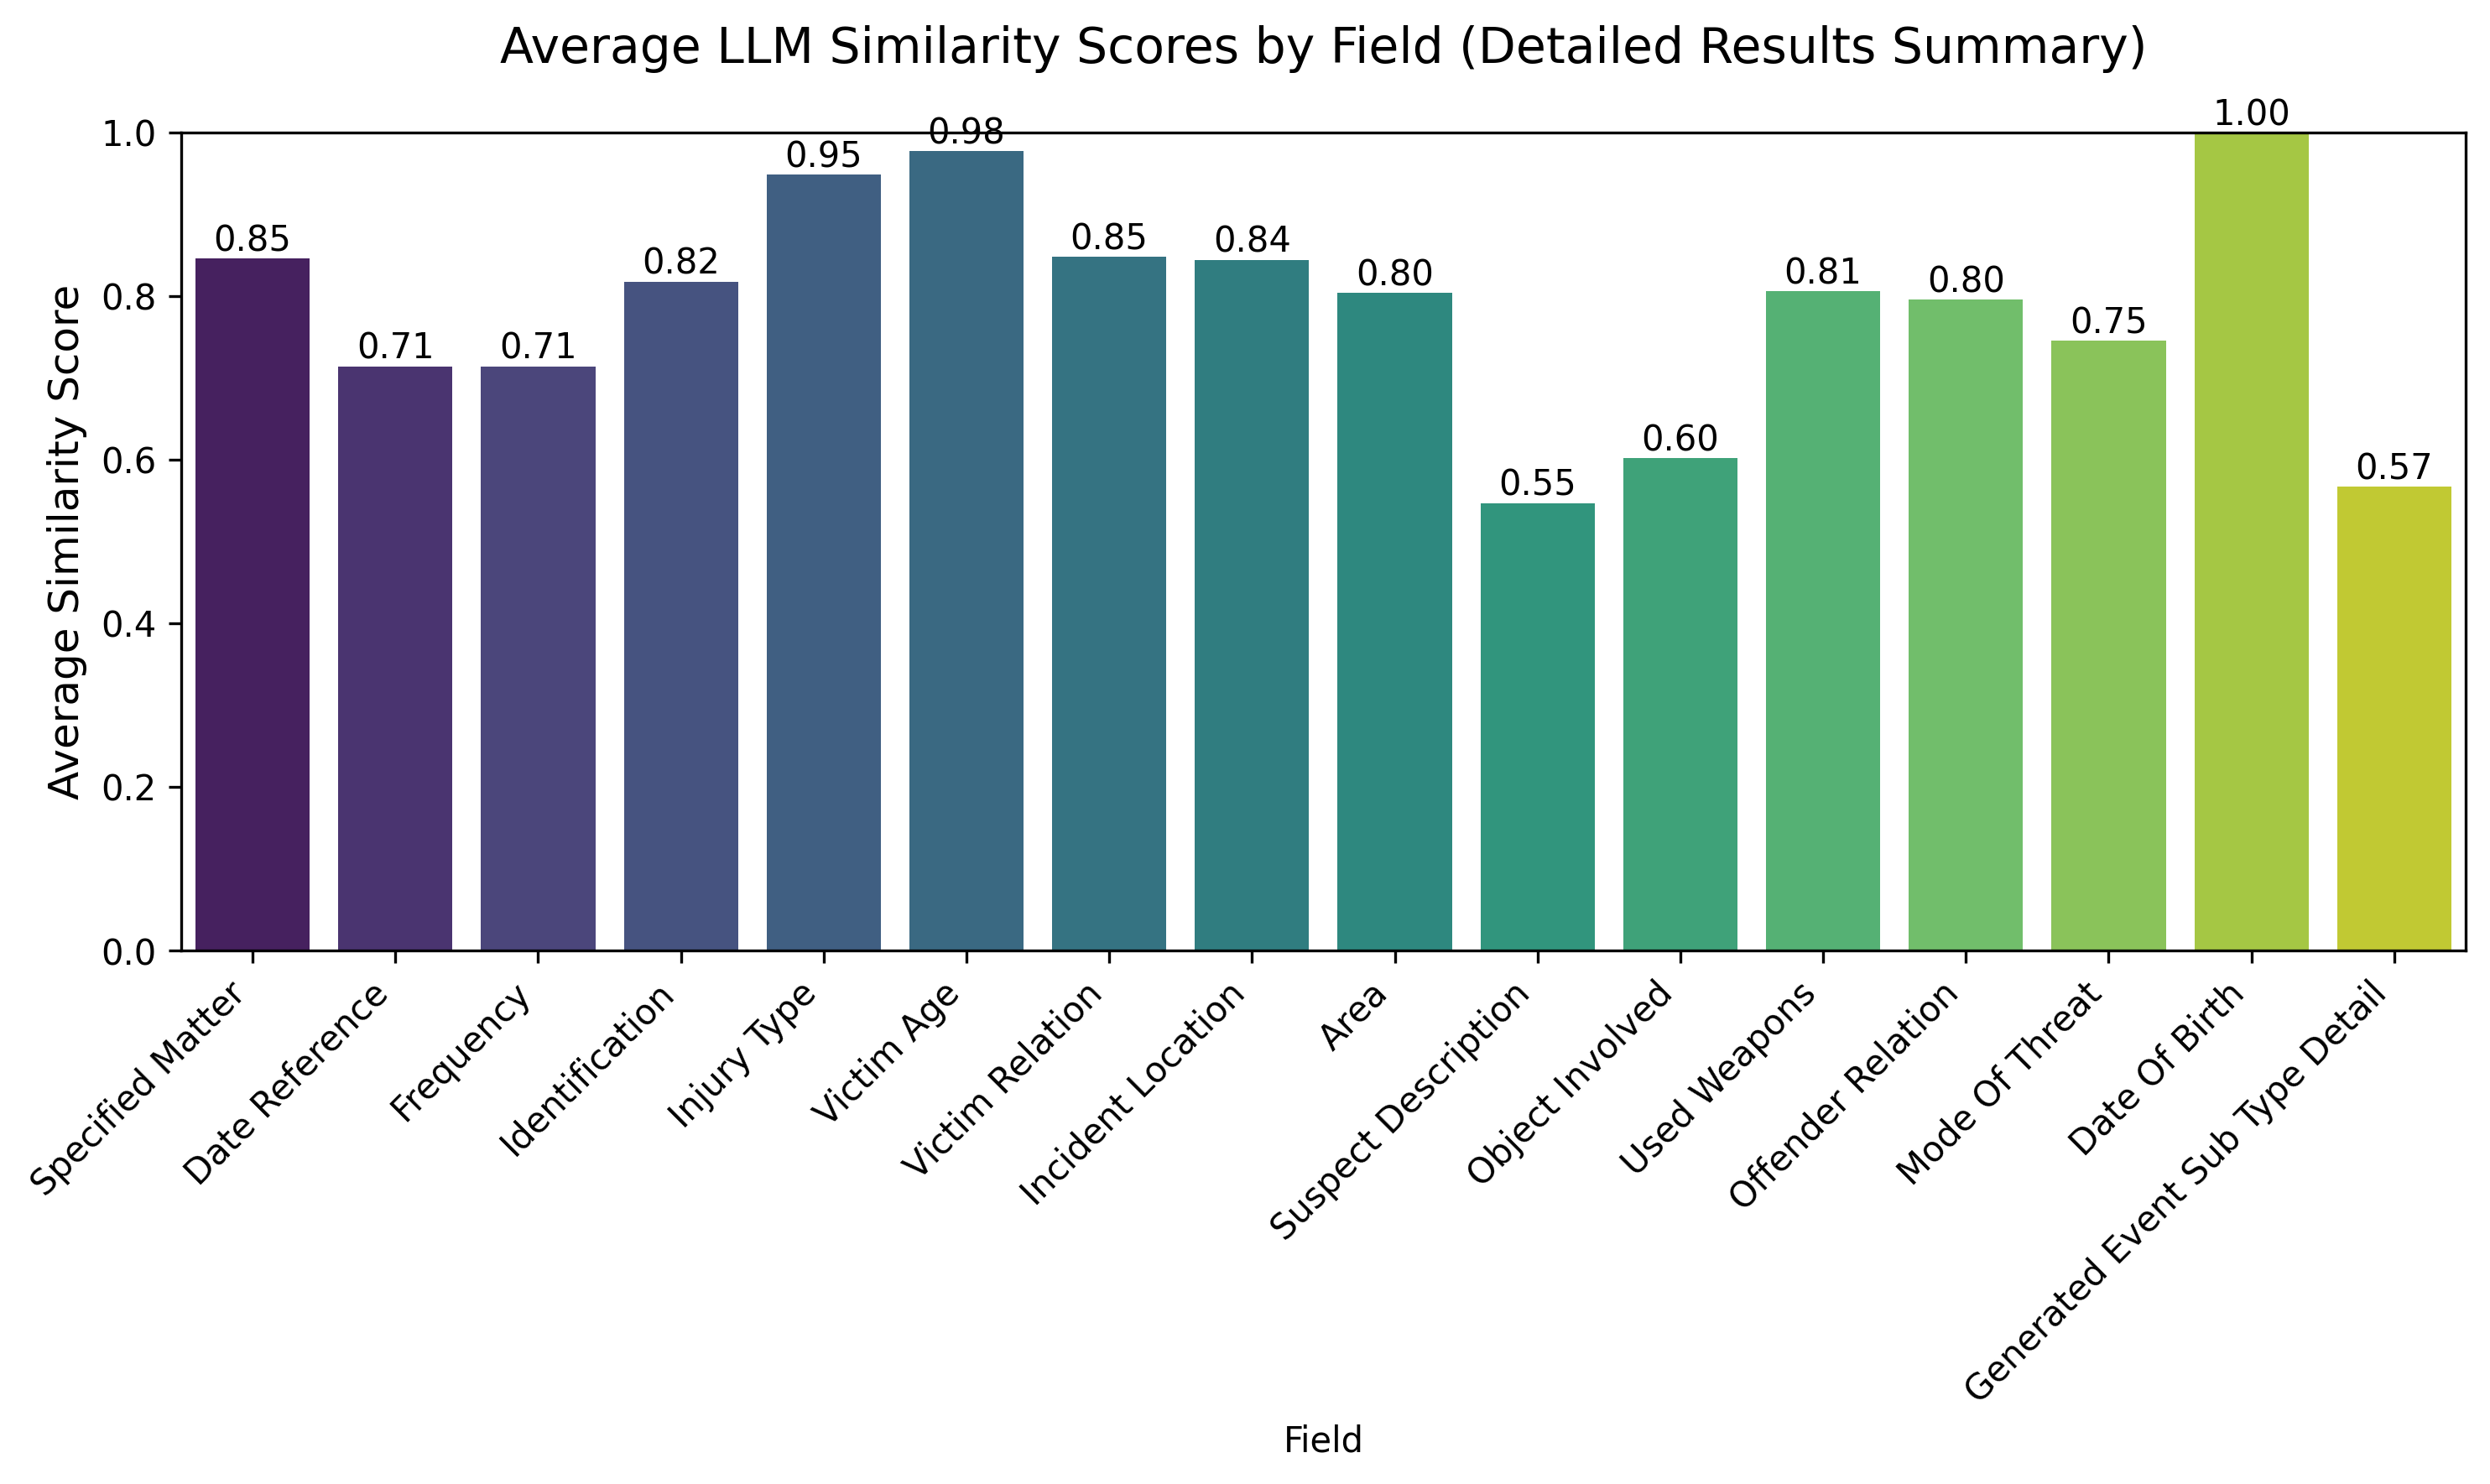 Average LLM Similarity Scores by Field (Detailed Results Summary)
Average Similarity Score
1.0
0.8
0.6
0.4
0.2
0.0
0.85
0.71
0.71
0.82
0.95
0.98
0.85
0.84
0.80
0.55
0.60
0.81
0.80
0.75
1.00
0.57
Specified Matter
Date Reference
Frequency
Identification
Injury Type
Victim Age
Victim Relation
Incident Location
Area
Suspect Description
Object Involved
Used Weapons
Offender Relation
Mode Of Threat
Date Of Birth
Generated Event Sub Type Detail
Field